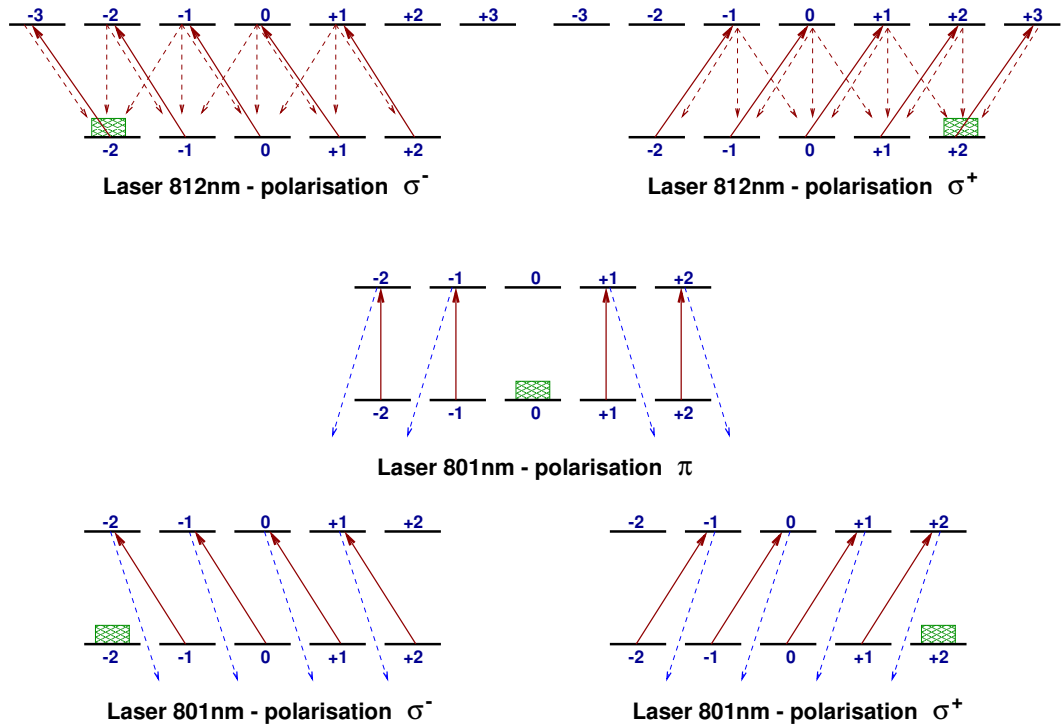 -3 -2 -1 0 +1 +2 +3
-2 -1 0 +1 +2
Laser 812nm - polarisation σ-
-3 -2 -1 0 +1 +2 +3
-2 -1 0 +1 +2
Laser 812nm - polarisation σ+
-2 -1 0 +1 +2
-2 -1 0 +1 +2
Laser 801nm - polarisation π
-2 -1 0 +1 +2
-2 -1 0 +1 +2
Laser 801nm - polarisation σ-
-2 -1 0 +1 +2
-2 -1 0 +1 +2
Laser 801nm - polarisation σ+